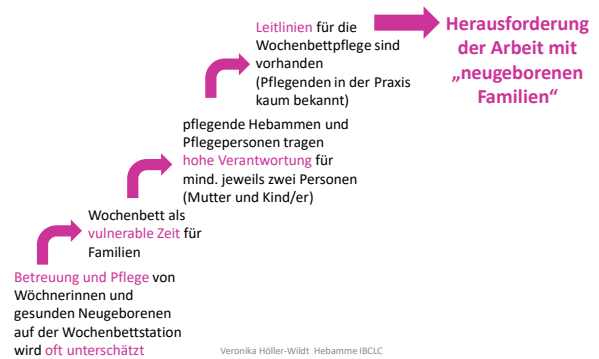 Leitlinien für die
Wochenbettpflege sind
vorhanden
(Pflegenden in der Praxis
kaum bekannt)
Herausforderung
der Arbeit mit
„neugeborenen
Familien“
pflegende Hebammen und
Pflegepersonen tragen
hohe Verantwortung für
mind. jeweils zwei Personen
(Mutter und Kind/er)
Wochenbett als
vulnerable Zeit für
Familien
Betreuung und Pflege von
Wöchnerinnen und
gesunden Neugeborenen
auf der Wochenbettstation
wird oft unterschätzt
Veronika Höller-Wildt Hebamme IBCLC